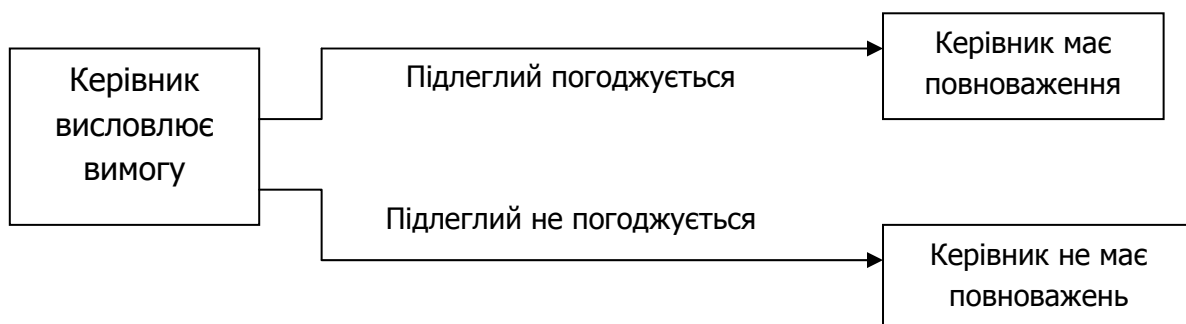 Керівник
висловлює
вимогу
Підлеглий погоджується
Керівник має
повноваження
Підлеглий не погоджується
Керівник не має
повноважень